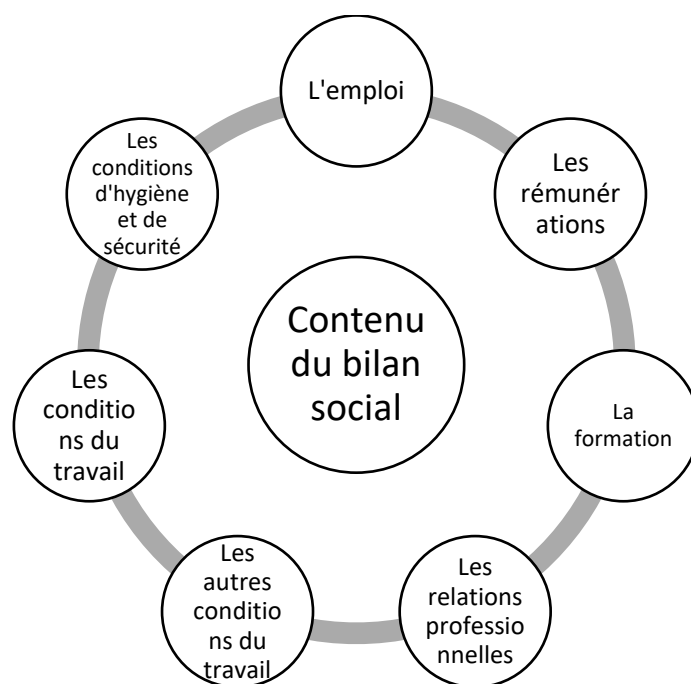 L'emploi
Les
rémunér
ations
La
formation
Les
relations
professio
nnelles
Les
autres
conditio
ns du
travail
Les
conditio
ns du
travail
Les
conditions
d'hygiène
et de
sécurité
Contenu
du bilan
social